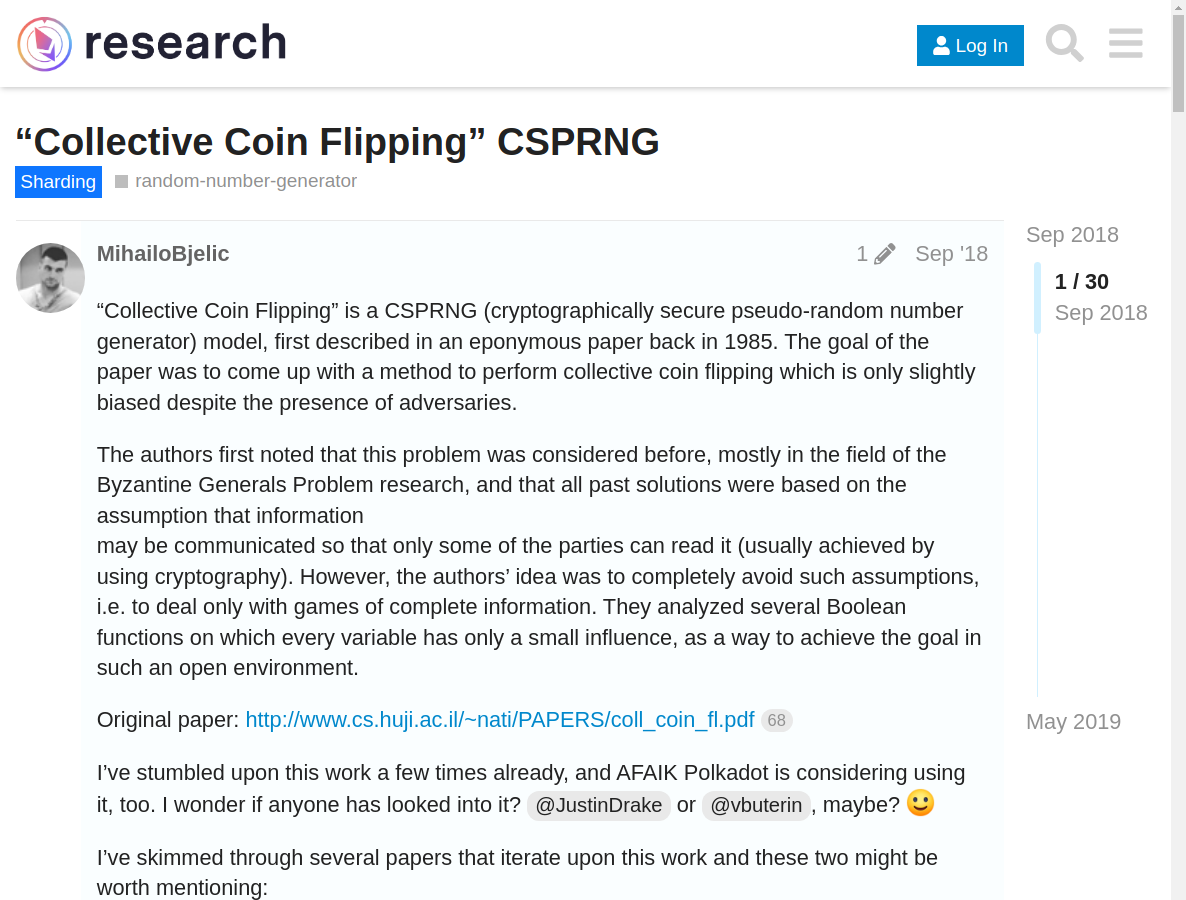 research
Log In
“Collective Coin Flipping” CSPRNG
Sharding random-number-generator
MihailoBjelic 1 Sep '18
“Collective Coin Flipping” is a CSPRNG (cryptographically secure pseudo-random number
generator) model, first described in an eponymous paper back in 1985. The goal of the
paper was to come up with a method to perform collective coin flipping which is only slightly
biased despite the presence of adversaries.
The authors first noted that this problem was considered before, mostly in the field of the
Byzantine Generals Problem research, and that all past solutions were based on the
assumption that information
may be communicated so that only some of the parties can read it (usually achieved by
using cryptography). However, the authors’ idea was to completely avoid such assumptions,
i.e. to deal only with games of complete information. They analyzed several Boolean
functions on which every variable has only a small influence, as a way to achieve the goal in
such an open environment.
Original paper: http://www.cs.huji.ac.il/~nati/PAPERS/coll_coin_fl.pdf 68
I’ve stumbled upon this work a few times already, and AFAIK Polkadot is considering using
it, too. I wonder if anyone has looked into it? @JustinDrake or @vbuterin, maybe?
I’ve skimmed through several papers that iterate upon this work and these two might be
worth mentioning:
Sep 2018
1 / 30
Sep 2018
May 2019